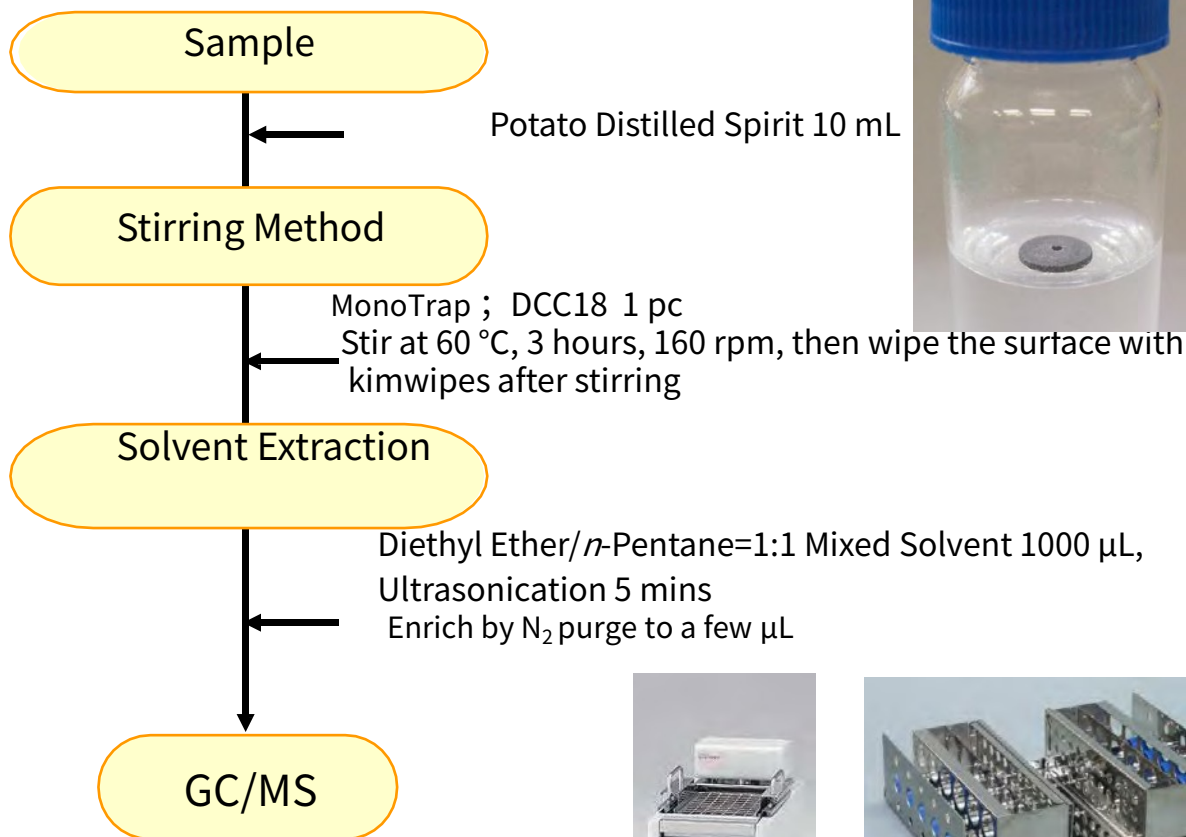 Sample
Potato Distilled Spirit 10 mL
Stirring Method
MonoTrap ； DCC18 1 pc
Stir at 60 °C, 3 hours, 160 rpm, then wipe the surface with
kimwipes after stirring
Solvent Extraction
Diethyl Ether/n-Pentane=1:1 Mixed Solvent 1000 µL,
Ultrasonication 5 mins
Enrich by N₂ purge to a few µL
GC/MS